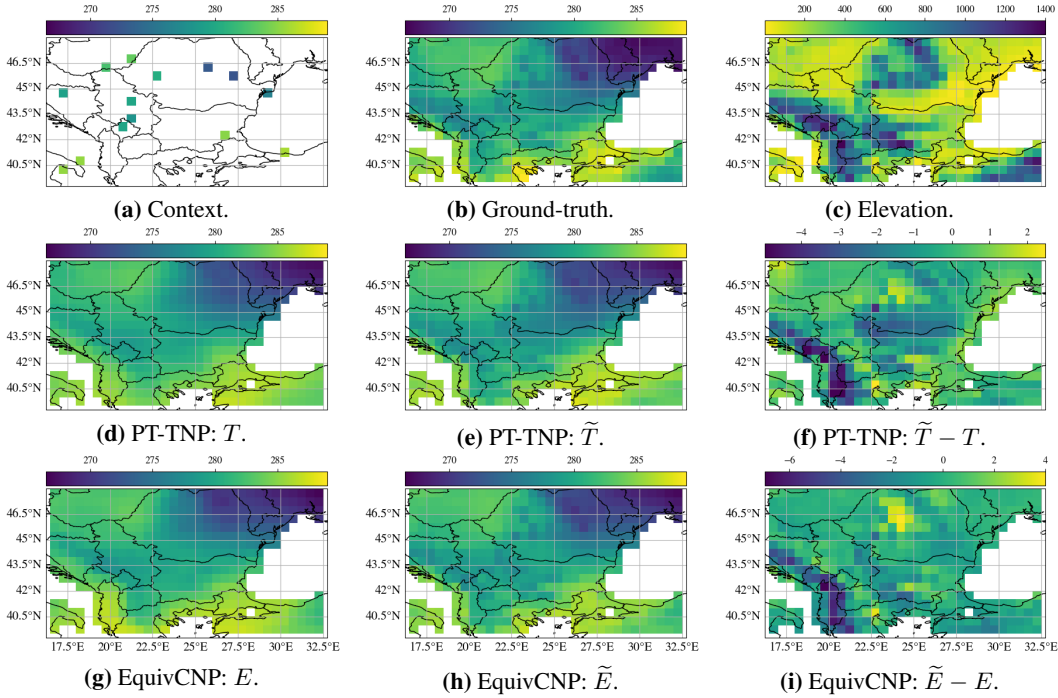 270 275 280 285
270 275 280 285
200 400 600 800 1000 1200 1400
46.5°N
45°N
43.5°N
42°N
40.5°N
46.5°N
45°N
43.5°N
42°N
40.5°N
46.5°N
45°N
43.5°N
42°N
40.5°N
(a) Context.
(b) Ground-truth.
(c) Elevation.
270 275 280 285
270 275 280 285
−4 −3 −2 −1 0 1 2
46.5°N
45°N
43.5°N
42°N
40.5°N
46.5°N
45°N
43.5°N
42°N
40.5°N
46.5°N
45°N
43.5°N
42°N
40.5°N
(d) PT-TNP: T.
(e) PT-TNP: T̃.
(f) PT-TNP: T̃ − T.
270 275 280 285
270 275 280 285
−6 −4 −2 0 2 4
46.5°N
45°N
43.5°N
42°N
40.5°N
46.5°N
45°N
43.5°N
42°N
40.5°N
46.5°N
45°N
43.5°N
42°N
40.5°N
17.5°E 20°E 22.5°E 25°E 27.5°E 30°E 32.5°E
17.5°E 20°E 22.5°E 25°E 27.5°E 30°E 32.5°E
17.5°E 20°E 22.5°E 25°E 27.5°E 30°E 32.5°E
(g) EquivCNP: E.
(h) EquivCNP: Ẽ.
(i) EquivCNP: Ẽ − E.